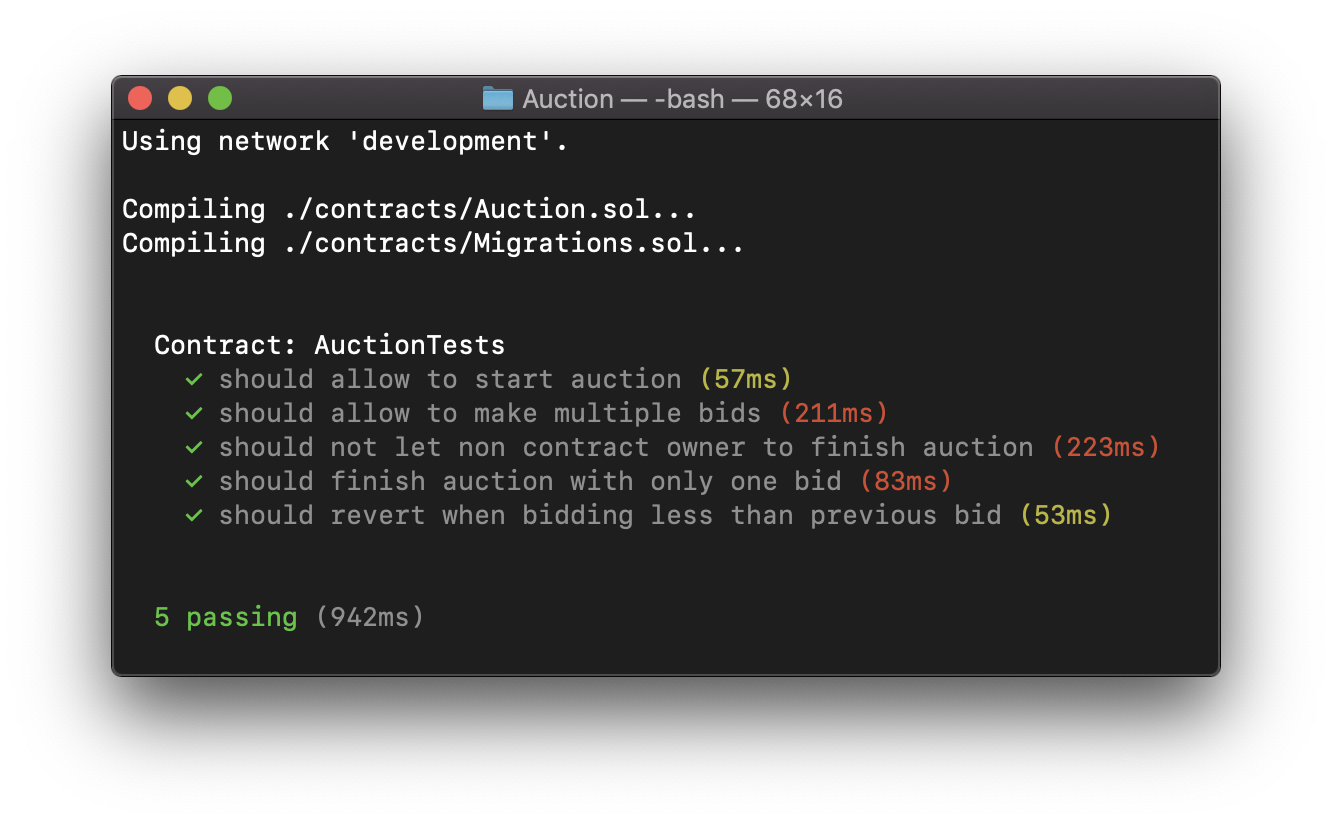 Auction — -bash — 68×16
Using network 'development'.
Compiling ./contracts/Auction.sol...
Compiling ./contracts/Migrations.sol...
Contract: AuctionTests
✓ should allow to start auction (57ms)
✓ should allow to make multiple bids (211ms)
✓ should not let non contract owner to finish auction (223ms)
✓ should finish auction with only one bid (83ms)
✓ should revert when bidding less than previous bid (53ms)
5 passing (942ms)